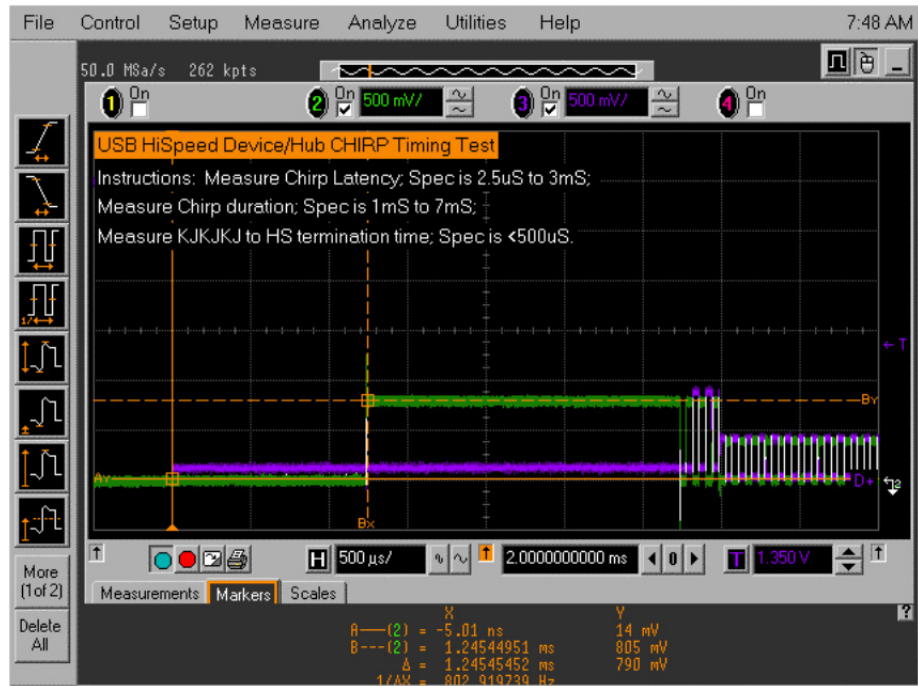 File Control Setup Measure Analyze Utilities Help 7:48 AM
50.0 MSa/s 262 kpts
1 On 2 On 500 mV/ 3 On 500 mV/ 4 On
USB HiSpeed Device/Hub CHIRP Timing Test
Instructions: Measure Chirp Latency; Spec is 2.5uS to 3mS;
Measure Chirp duration; Spec is 1mS to 7mS;
Measure KJKJKJ to HS termination time; Spec is <500uS.
T
By
Ay D+ 2
Bx
H 500 µs/ 2.0000000000 ms 0 T 1.350 V
More
(1of 2)
Delete
All
Measurements Markers Scales
?
X Y
A——(2) = -5.01 ns 14 mV
B---(2) = 1.24544951 ms 805 mV
Δ = 1.24545452 ms 790 mV
1/ΔX = 802.919739 Hz